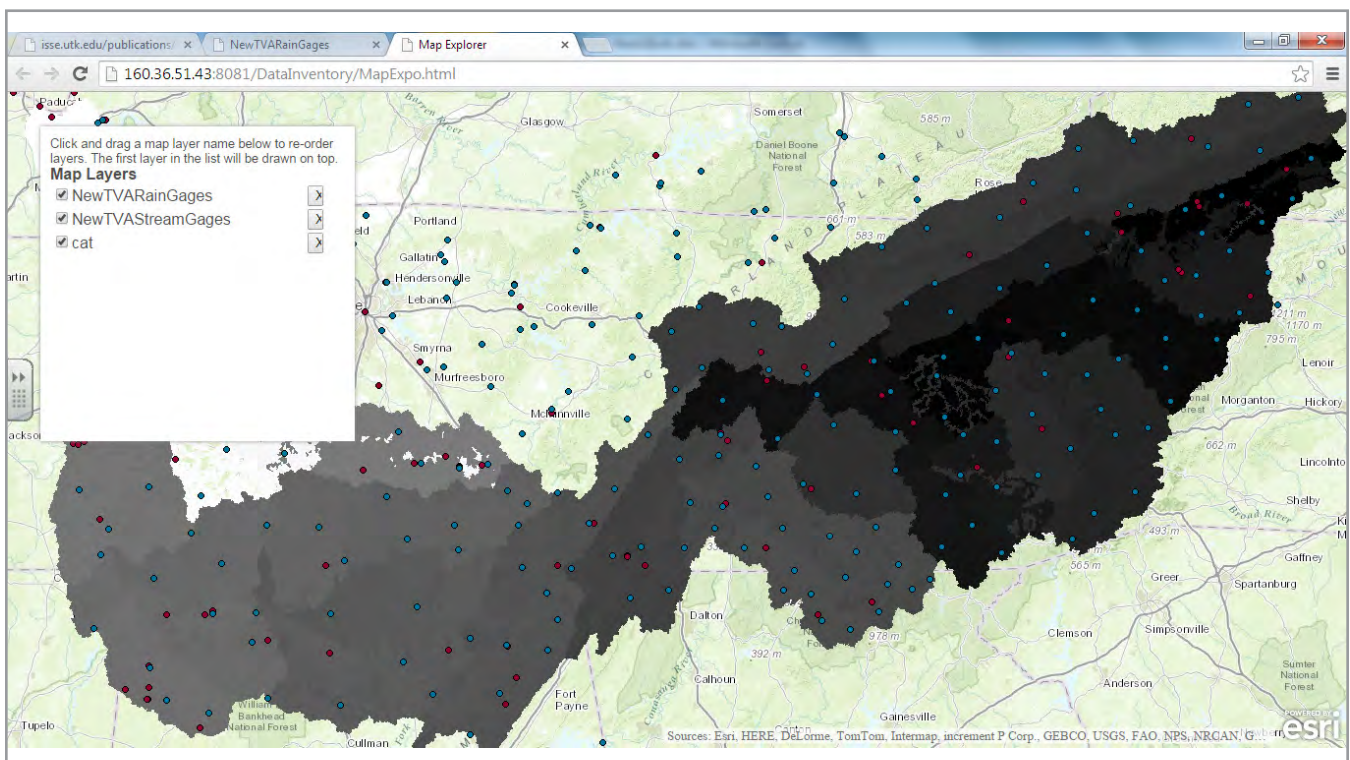 isse.utk.edu/publications/
NewTVARainGages
Map Explorer
160.36.51.43:8081/DataInventory/MapExpo.html
Click and drag a map layer name below to re-order
layers. The first layer in the list will be drawn on top.
Map Layers
NewTVARainGages X
NewTVAStreamGages X
cat X
Barren River
Glasgow
Somerset
585 m
Daniel Boone
National
Forest
Rose
Portland
661 m
583 m
Gallatin
Hendersonville
Lebanon
Cookeville
Smyrna
Murfreesboro
1170 m
795 m
Lenoir
Morganton
Hickory
662 m
Shelby
Broad River
493 m
Gaffney
565 m
Greer
Spartanburg
Dalton
978 m
Clemson
Simpsonville
392 m
Calhoun
Sumter
National
Forest
Anderson
Fort
Payne
Bankhead
National Forest
Gainesville
Tupelo
Cullman
Sources: Esri, HERE, DeLorme, TomTom, Intermap, increment P Corp., GEBCO, USGS, FAO, NPS, NRCAN, G...
POWERED BY
esri